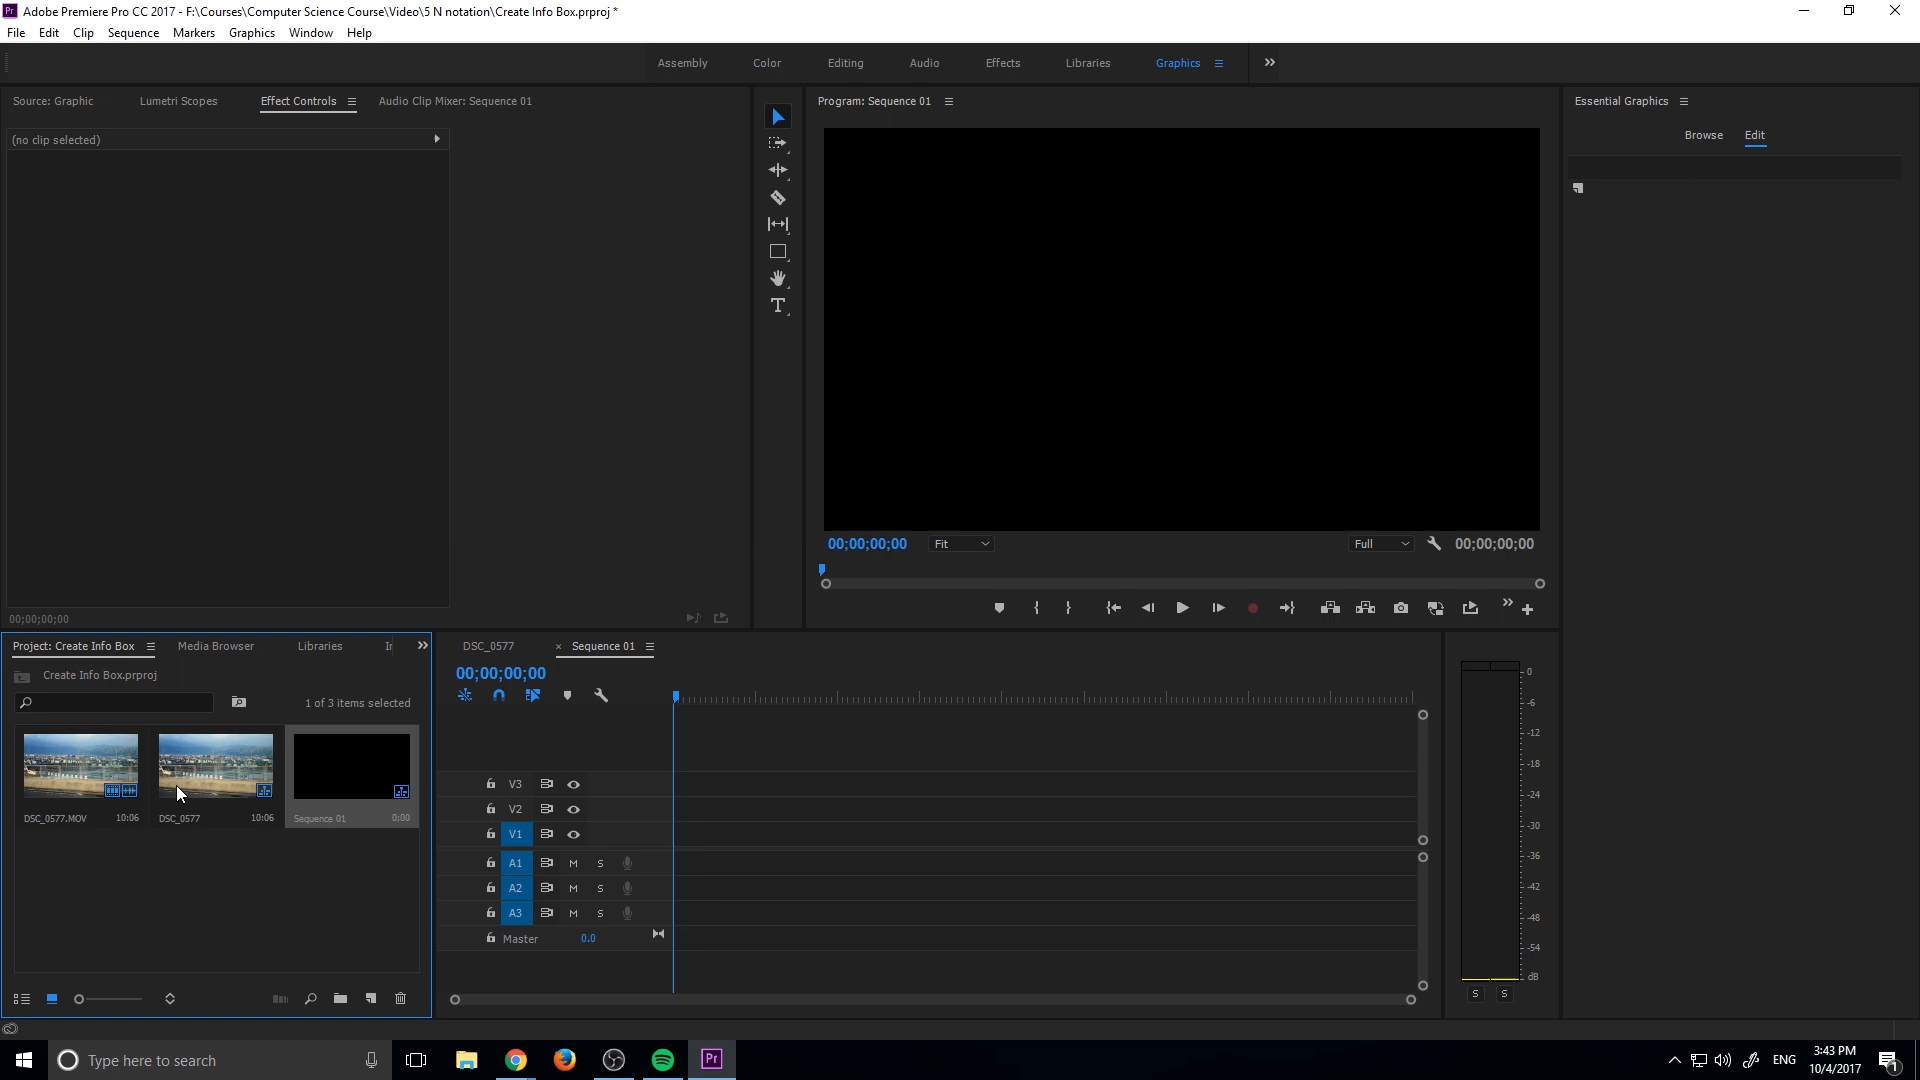 Pr Adobe Premiere Pro CC 2017 - F:\Courses\Computer Science Course\Video\5 N notation\Create Info Box.prproj *
File Edit Clip Sequence Markers Graphics Window Help
Assembly Color Editing Audio Effects Libraries Graphics
Source: Graphic Lumetri Scopes Effect Controls Audio Clip Mixer: Sequence 01
Program: Sequence 01
Essential Graphics
Browse Edit
(no clip selected)
00;00;00;00 Fit Full 00;00;00;00
00;00;00;00
Project: Create Info Box Media Browser Libraries
Create Info Box.prproj
1 of 3 items selected
DSC_0577.MOV 10:06 DSC_0577 10:06 Sequence 01 0:00
DSC_0577 × Sequence 01
00;00;00;00
V3
V2
V1
A1 M S
A2 M S
A3 M S
Master 0.0
0
-6
-12
-18
-24
-30
-36
-42
-48
-54
dB
S S
Type here to search
Pr
ENG
3:43 PM
10/4/2017
1